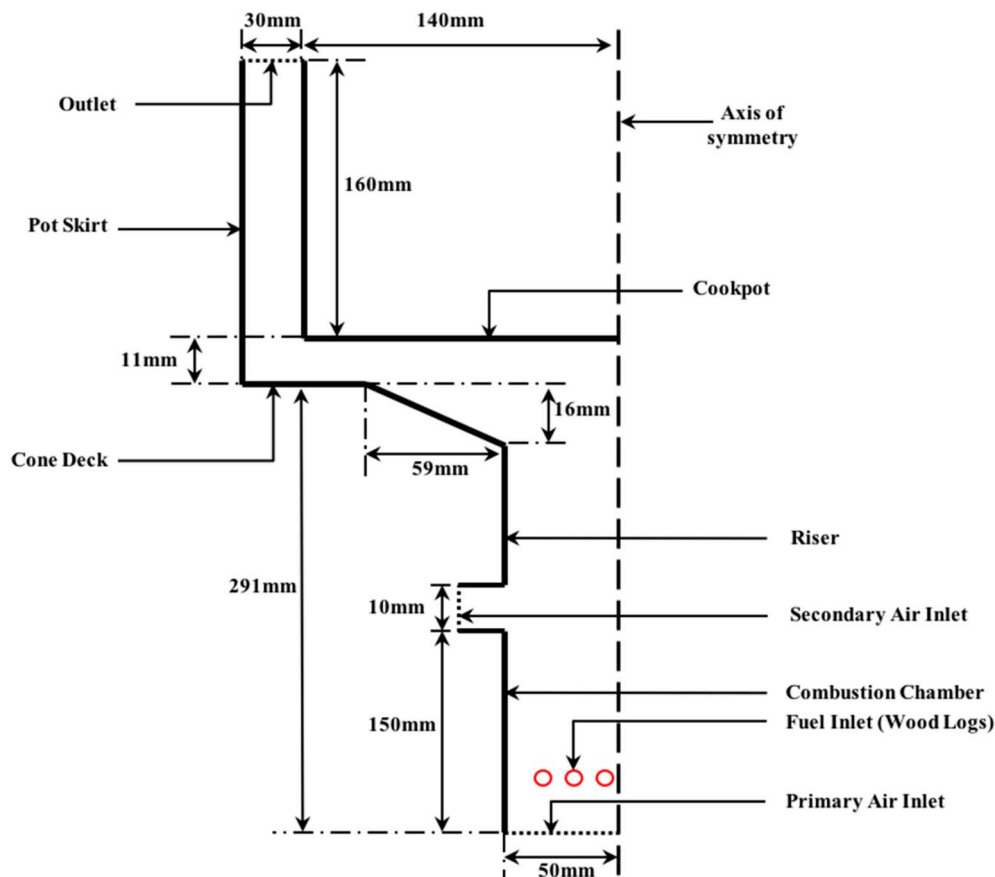 30mm
140mm
Outlet
Axis of
symmetry
160mm
Pot Skirt
Cookpot
11mm
16mm
Cone Deck
59mm
Riser
291mm
10mm
Secondary Air Inlet
Combustion Chamber
150mm
Fuel Inlet (Wood Logs)
Primary Air Inlet
50mm